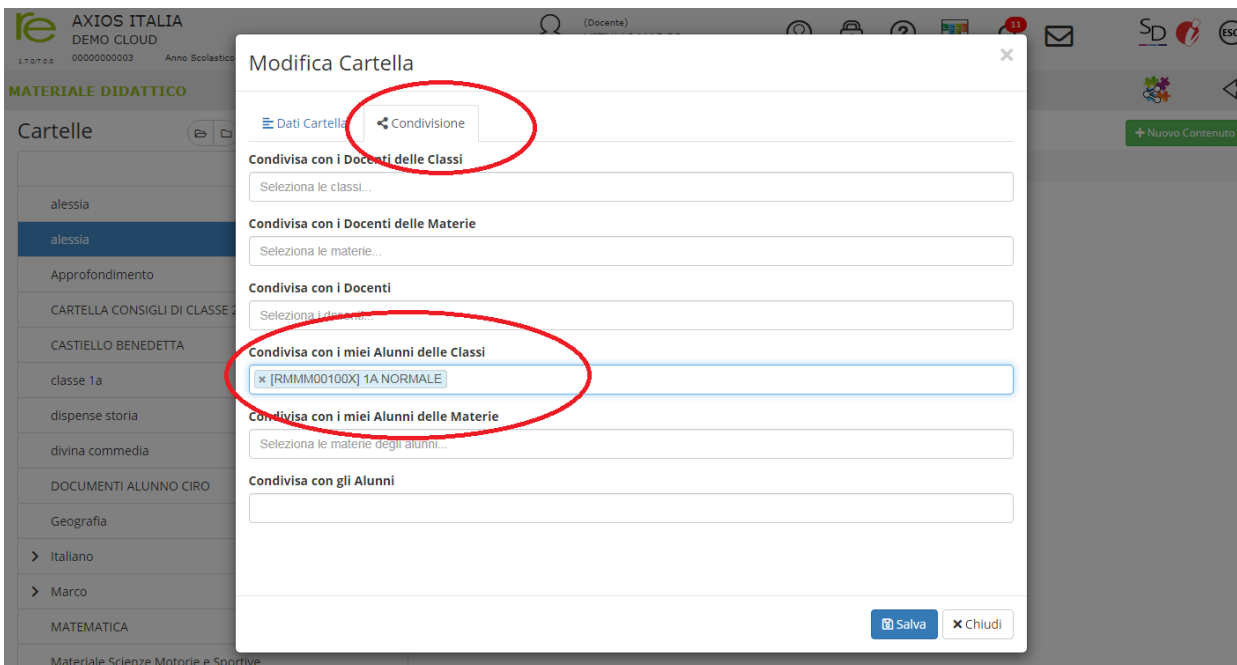 re
AXIOS ITALIA
DEMO CLOUD
1.7.0/7.0.0 00000000003 Anno Scolastico
(Docente)
11
SD
ESC
MATERIALE DIDATTICO
Cartelle
+ Nuovo Contenuto
alessia
alessia
Approfondimento
CARTELLA CONSIGLI DI CLASSE 2
CASTIELLO BENEDETTA
classe 1a
dispense storia
divina commedia
DOCUMENTI ALUNNO CIRO
Geografia
Italiano
Marco
MATEMATICA
Materiale Scienze Motorie e Sportive
Modifica Cartella
×
Dati Cartella
Condivisione
Condivisa con i Docenti delle Classi
Seleziona le classi...
Condivisa con i Docenti delle Materie
Seleziona le materie...
Condivisa con i Docenti
Seleziona i docenti...
Condivisa con i miei Alunni delle Classi
× [RMMM00100X] 1A NORMALE
Condivisa con i miei Alunni delle Materie
Seleziona le materie degli alunni...
Condivisa con gli Alunni
Salva
× Chiudi